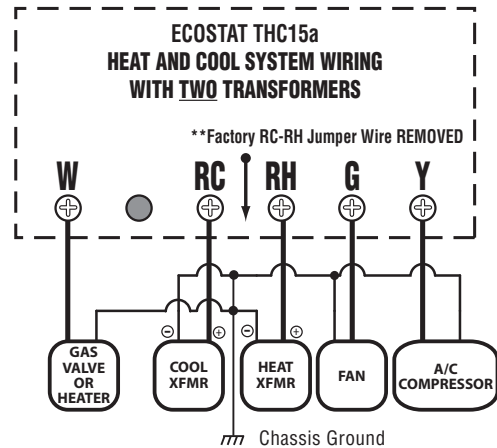 ECOSTAT THC15a
HEAT AND COOL SYSTEM WIRING
WITH TWO TRANSFORMERS
**Factory RC-RH Jumper Wire REMOVED
W RC RH G Y
⊖ ⊕ ⊖ ⊕
GAS
VALVE
OR
HEATER
COOL
XFMR
HEAT
XFMR
FAN
A/C
COMPRESSOR
Chassis Ground